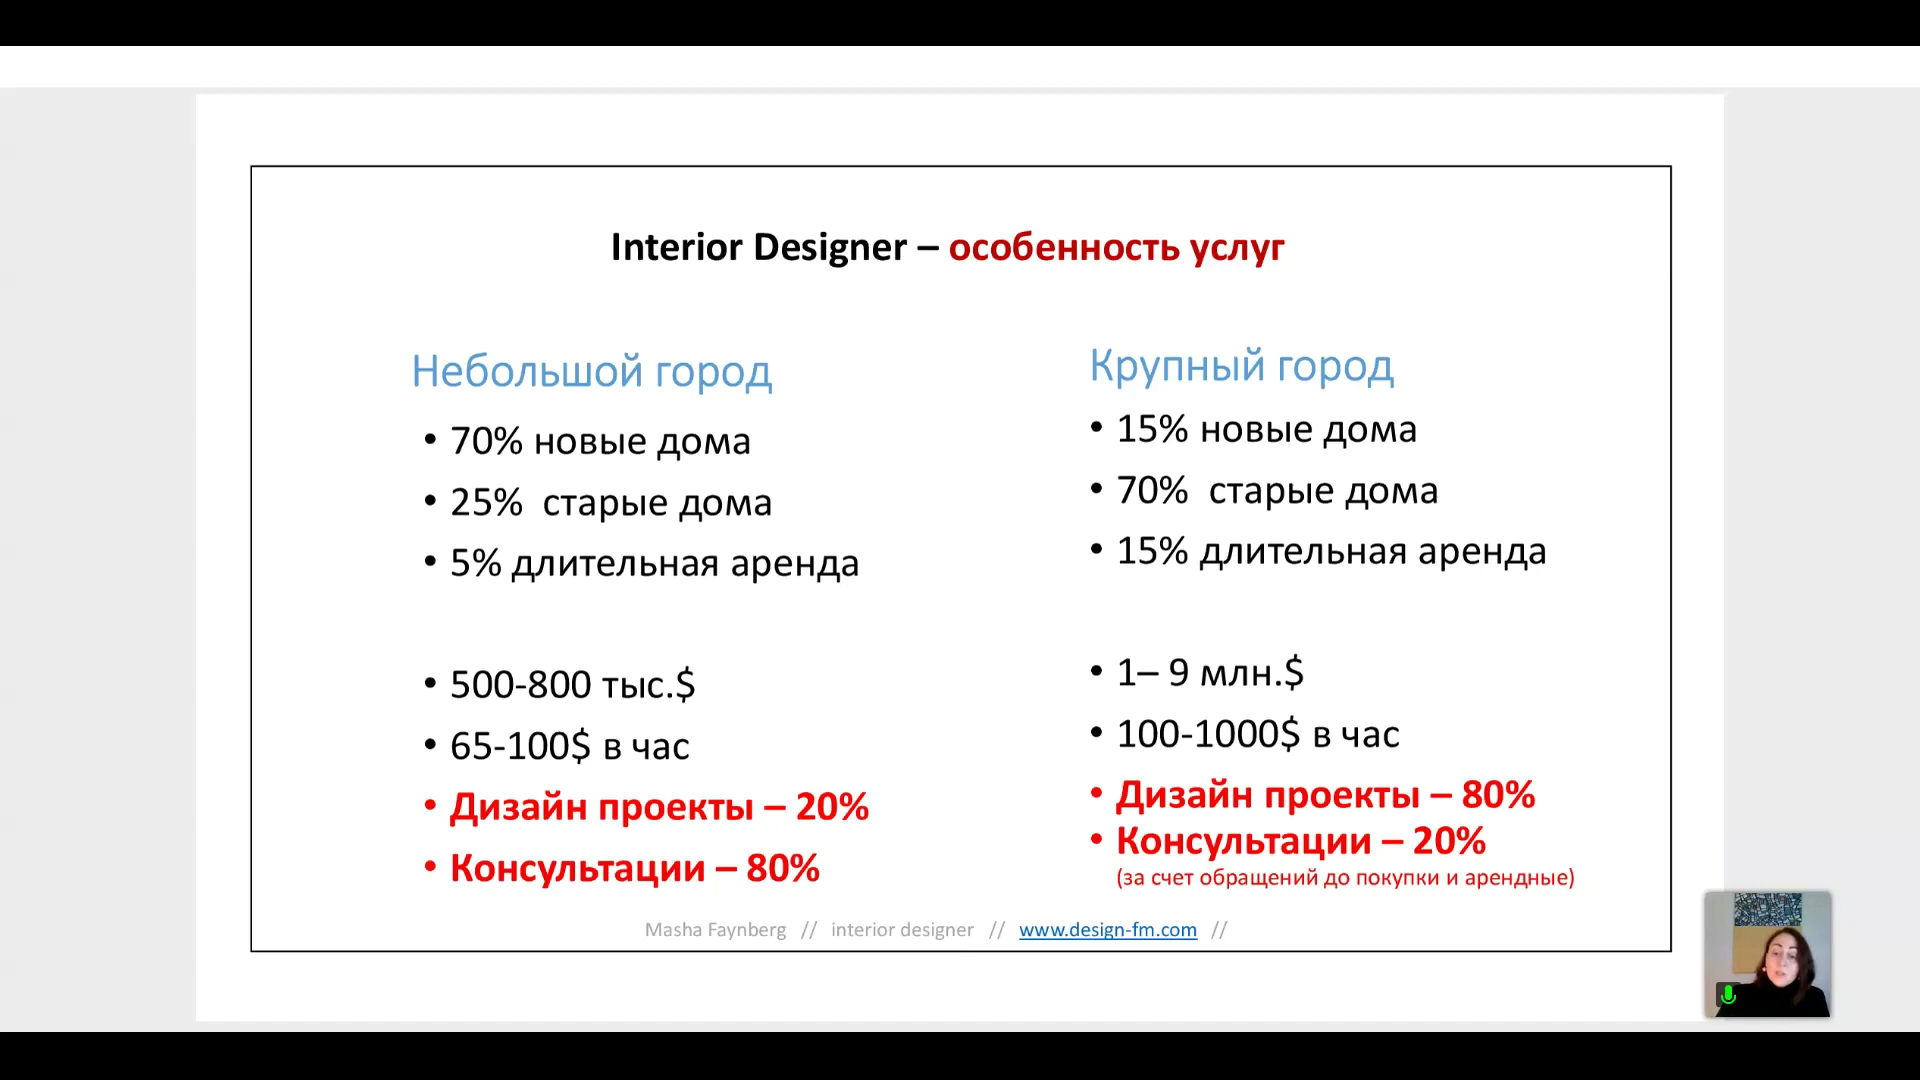 Interior Designer – особенность услуг
Небольшой город
• 70% новые дома
• 25% старые дома
• 5% длительная аренда
• 500-800 тыс.$
• 65-100$ в час
• Дизайн проекты – 20%
• Консультации – 80%
Крупный город
• 15% новые дома
• 70% старые дома
• 15% длительная аренда
• 1– 9 млн.$
• 100-1000$ в час
• Дизайн проекты – 80%
• Консультации – 20%
(за счет обращений до покупки и арендные)
Masha Faynberg // interior designer // www.design-fm.com //